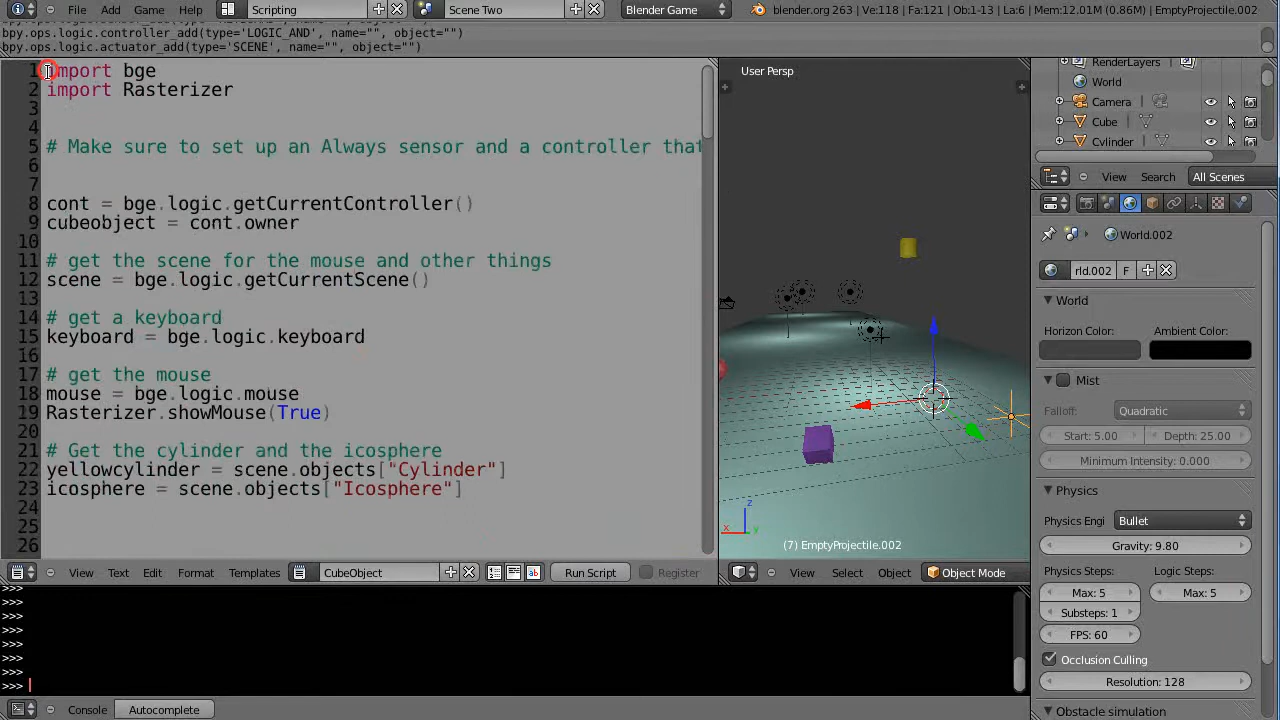 File Add Game Help Scripting Scene Two Blender Game blender.org 263 | Ve:118 | Fa:121 | Ob:1-13 | La:6 | Mem:12.01M (0.86M) | EmptyProjectile.002
bpy.ops.logic.controller_add(type='LOGIC_AND', name="", object="")
bpy.ops.logic.actuator_add(type='SCENE', name="", object="")
1 import bge
2 import Rasterizer
3
4
5 # Make sure to set up an Always sensor and a controller that
6
7
8 cont = bge.logic.getCurrentController()
9 cubeobject = cont.owner
10
11 # get the scene for the mouse and other things
12 scene = bge.logic.getCurrentScene()
13
14 # get a keyboard
15 keyboard = bge.logic.keyboard
16
17 # get the mouse
18 mouse = bge.logic.mouse
19 Rasterizer.showMouse(True)
20
21 # Get the cylinder and the icosphere
22 yellowcylinder = scene.objects["Cylinder"]
23 icosphere = scene.objects["Icosphere"]
24
25
26
View Text Edit Format Templates CubeObject Run Script Register
User Persp
z
x y
(7) EmptyProjectile.002
View Select Object Object Mode
RenderLayers
World
Camera
Cube
Cylinder
View Search All Scenes
World.002
rld.002 F
World
Horizon Color: Ambient Color:
Mist
Falloff: Quadratic
Start: 5.00 Depth: 25.00
Minimum Intensity: 0.000
Physics
Physics Engi Bullet
Gravity: 9.80
Physics Steps: Logic Steps:
Max: 5 Max: 5
Substeps: 1
FPS: 60
Occlusion Culling
Resolution: 128
Obstacle simulation
>>>
>>>
>>>
>>>
>>>
>>>
>>>
>>>
Console Autocomplete